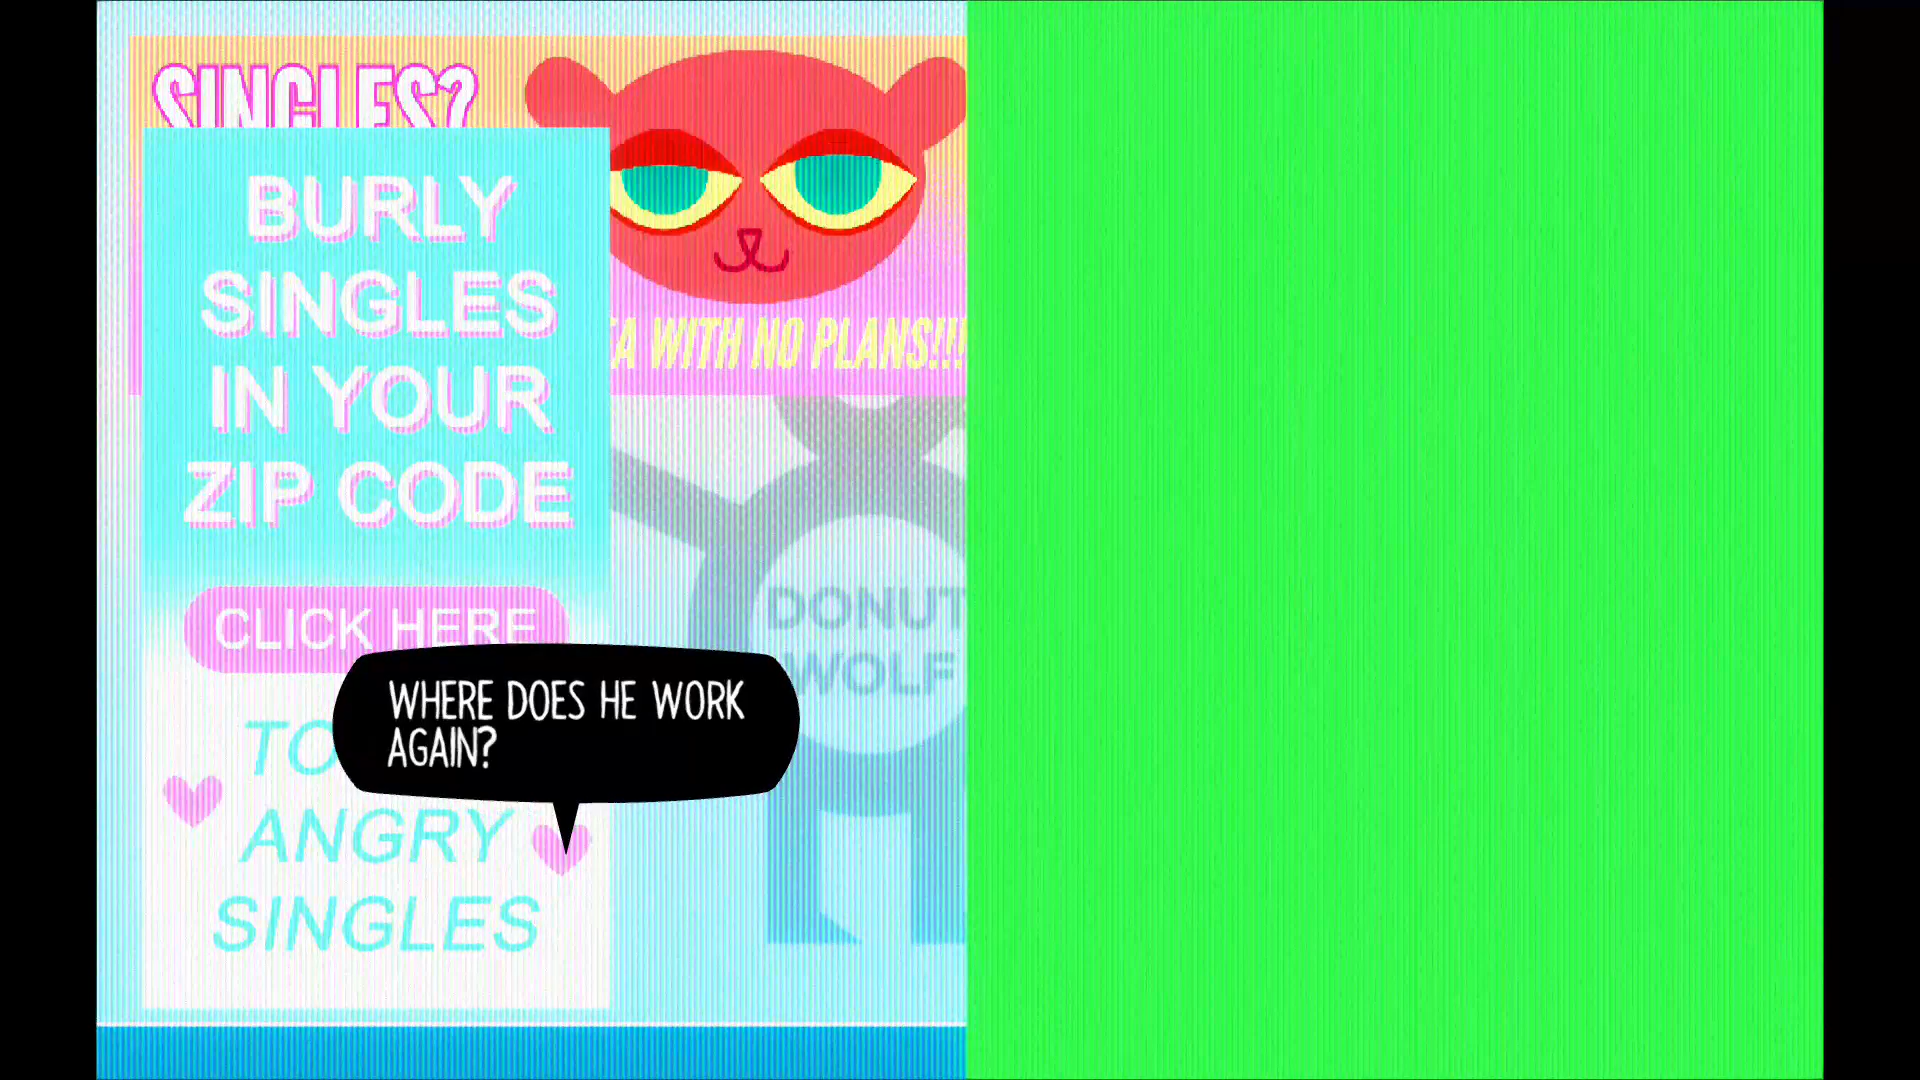 SINGLES?
BURLY
SINGLES
IN YOUR
ZIP CODE
WITH NO PLANS!!!
CLICK HERE
DONUT
WOLF
WHERE DOES HE WORK
AGAIN?
ANGRY
SINGLES